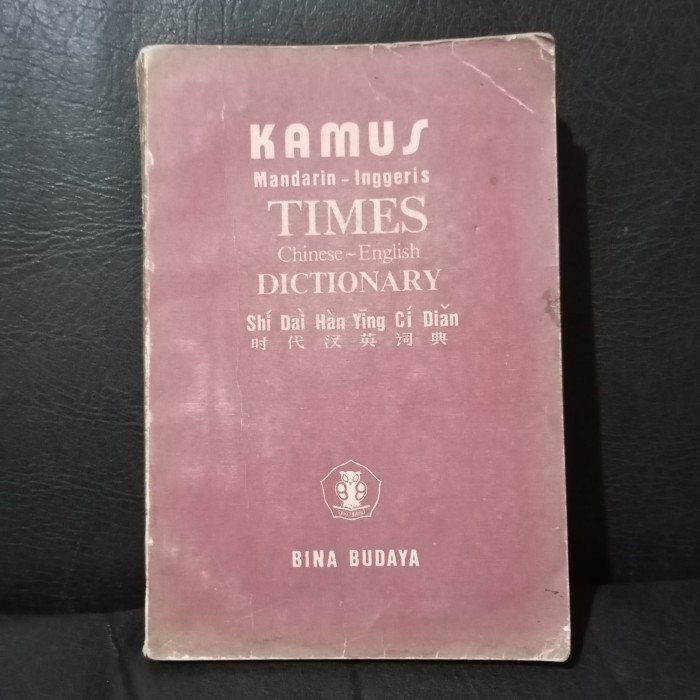 KAMUS
Mandarin - Inggeris
TIMES
Chinese ~ English
DICTIONARY
Shí Daì Hàn Yīng Cí Diǎn
时代汉英词典
BINA BUDAYA